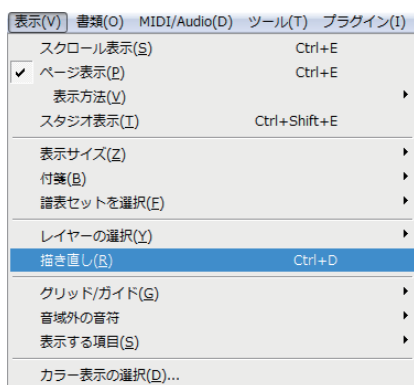 表示(V) 書類(O) MIDI/Audio(D) ツール(T) プラグイン(I)
スクロール表示(S) Ctrl+E
✓ ページ表示(P) Ctrl+E
表示方法(V)
スタジオ表示(T) Ctrl+Shift+E
表示サイズ(Z)
付箋(B)
譜表セットを選択(F)
レイヤーの選択(Y)
描き直し(R) Ctrl+D
グリッド/ガイド(G)
音域外の音符
表示する項目(S)
カラー表示の選択(D)...